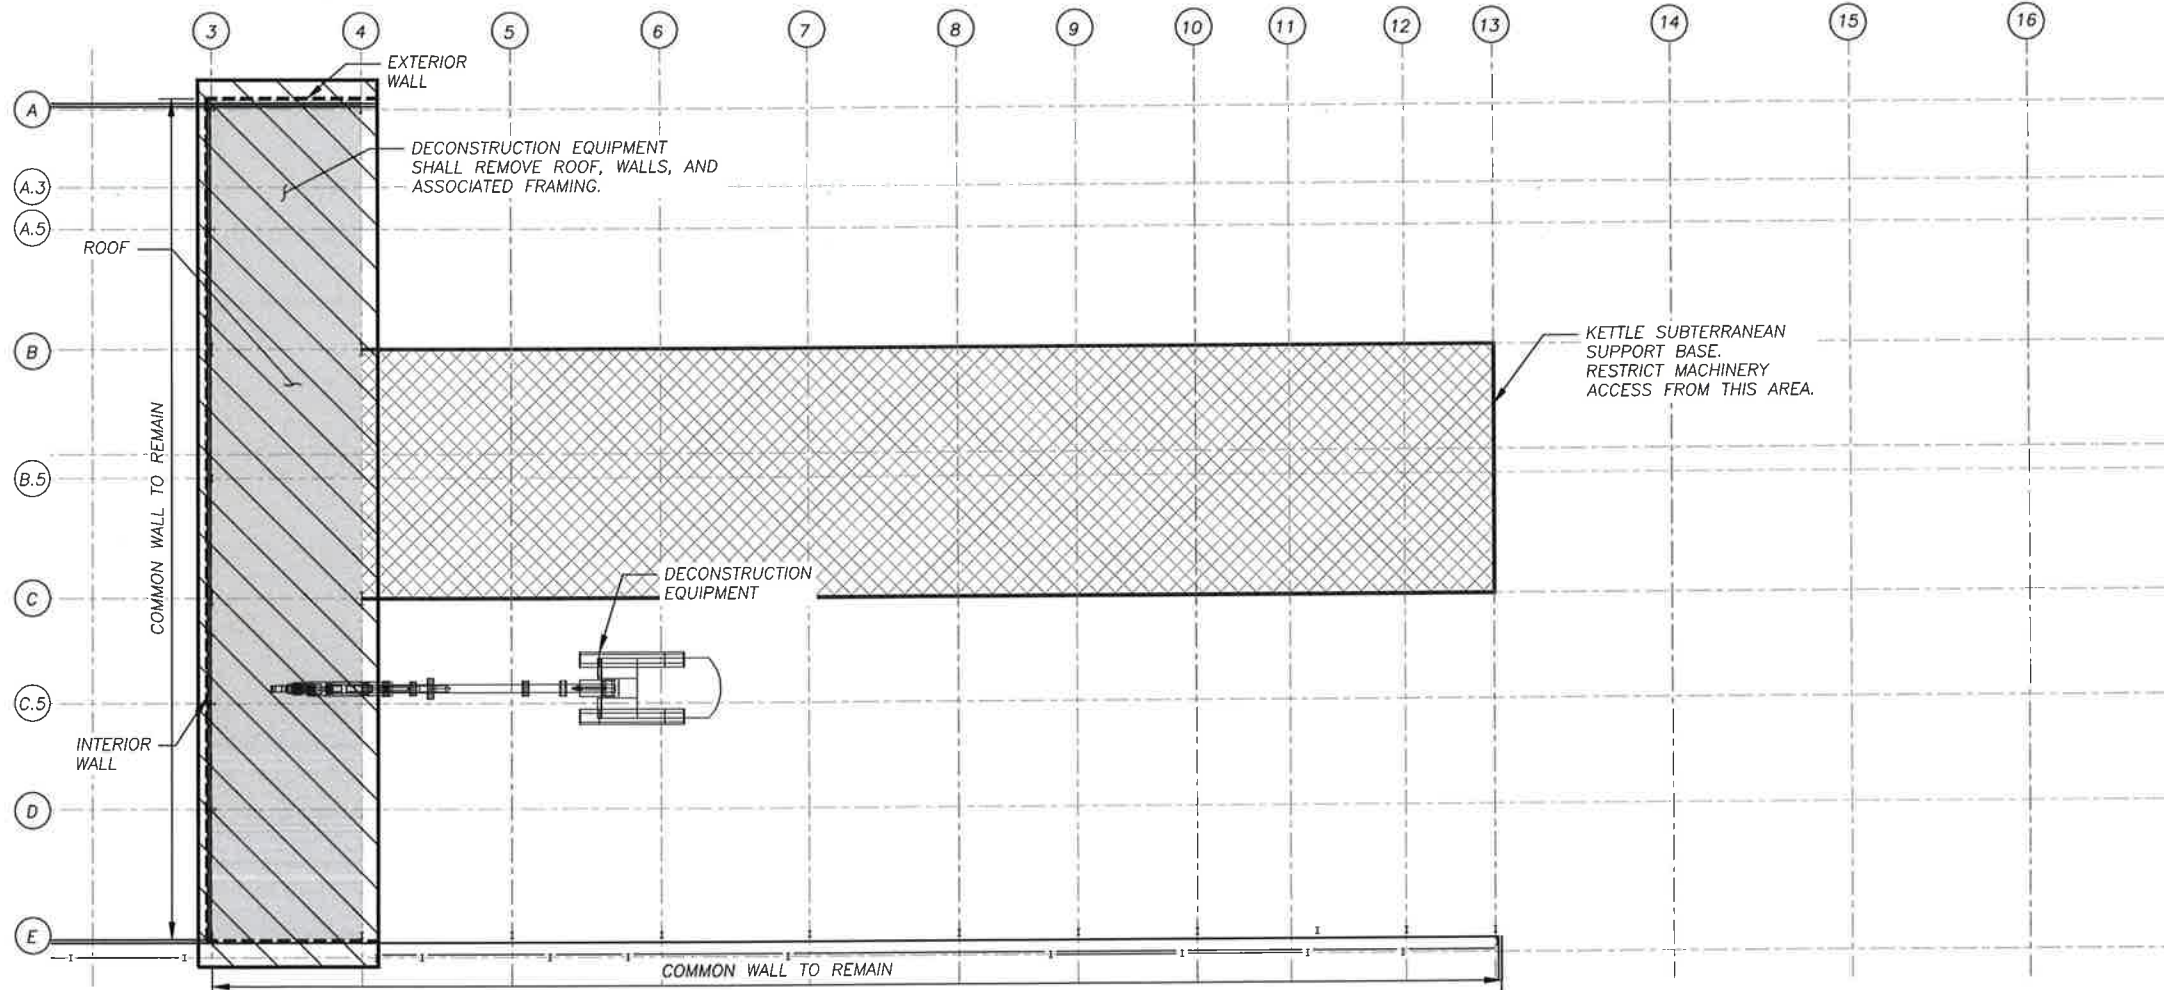 3 4 5 6 7 8 9 10 11 12 13 14 15 16
EXTERIOR
WALL
A
DECONSTRUCTION EQUIPMENT
SHALL REMOVE ROOF, WALLS, AND
ASSOCIATED FRAMING.
A.3
A.5
ROOF
B
KETTLE SUBTERRANEAN
SUPPORT BASE.
RESTRICT MACHINERY
ACCESS FROM THIS AREA.
COMMON WALL TO REMAIN
B.5
DECONSTRUCTION
EQUIPMENT
C
C.5
INTERIOR
WALL
D
E
COMMON WALL TO REMAIN